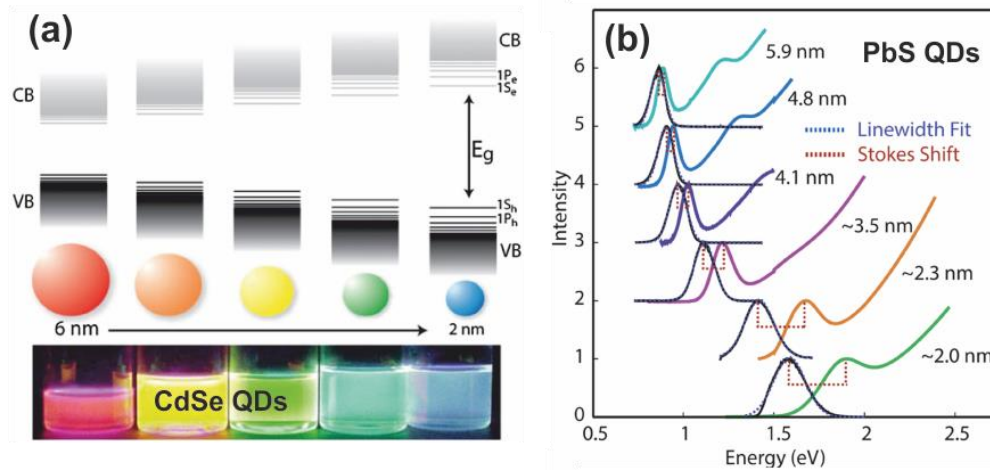 (a)
CB
CB
1Pe
1Se
Eg
VB
1Sh
1Ph
VB
6 nm
2 nm
CdSe QDs
(b)
PbS QDs
5.9 nm
4.8 nm
Linewidth Fit
Stokes Shift
4.1 nm
~3.5 nm
~2.3 nm
~2.0 nm
Intensity
6
5
4
3
2
1
0
0.5
1
1.5
2
2.5
Energy (eV)